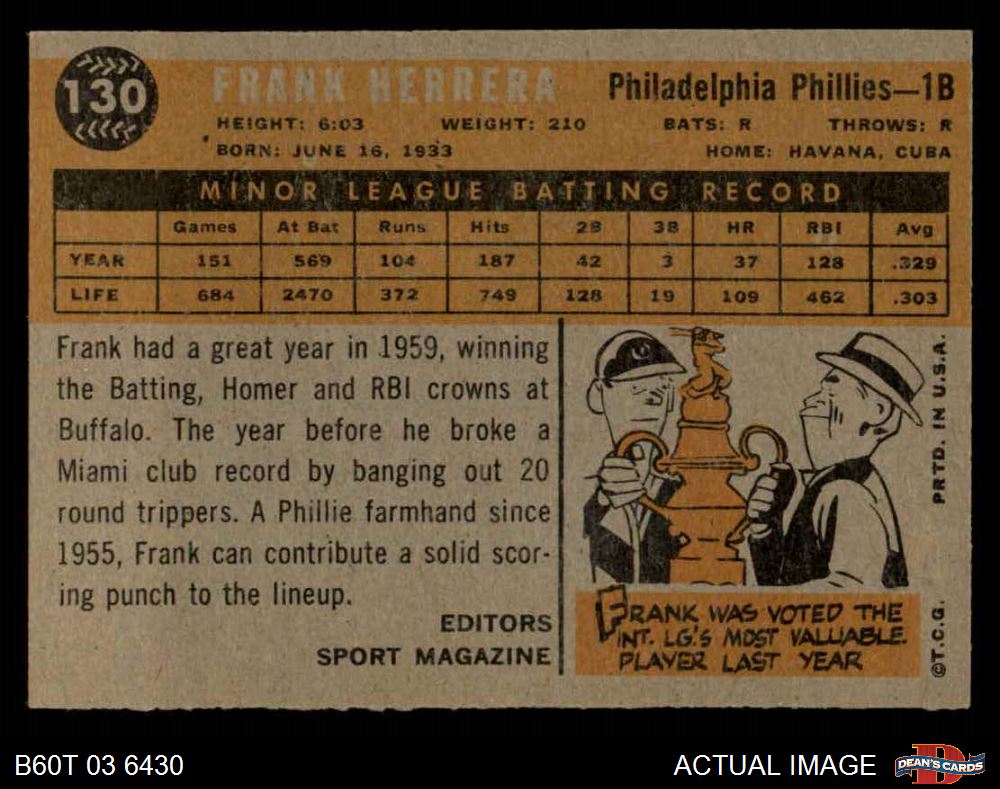 130
FRANK HERRERA
Philadelphia Phillies—1B
HEIGHT: 6:03 WEIGHT: 210 BATS: R THROWS: R
BORN: JUNE 16, 1933 HOME: HAVANA, CUBA
MINOR LEAGUE BATTING RECORD
Games At Bat Runs Hits 2B 3B HR RBI Avg
YEAR 151 569 104 187 42 3 37 128 .329
LIFE 684 2470 372 749 128 19 109 462 .303
Frank had a great year in 1959, winning
the Batting, Homer and RBI crowns at
Buffalo. The year before he broke a
Miami club record by banging out 20
round trippers. A Phillie farmhand since
1955, Frank can contribute a solid scor-
ing punch to the lineup.
EDITORS
SPORT MAGAZINE
FRANK WAS VOTED THE
INT. LG.'S MOST VALUABLE
PLAYER LAST YEAR
PRTD. IN U.S.A.
©T.C.G.
B60T 03 6430
ACTUAL IMAGE
DEAN'S CARDS